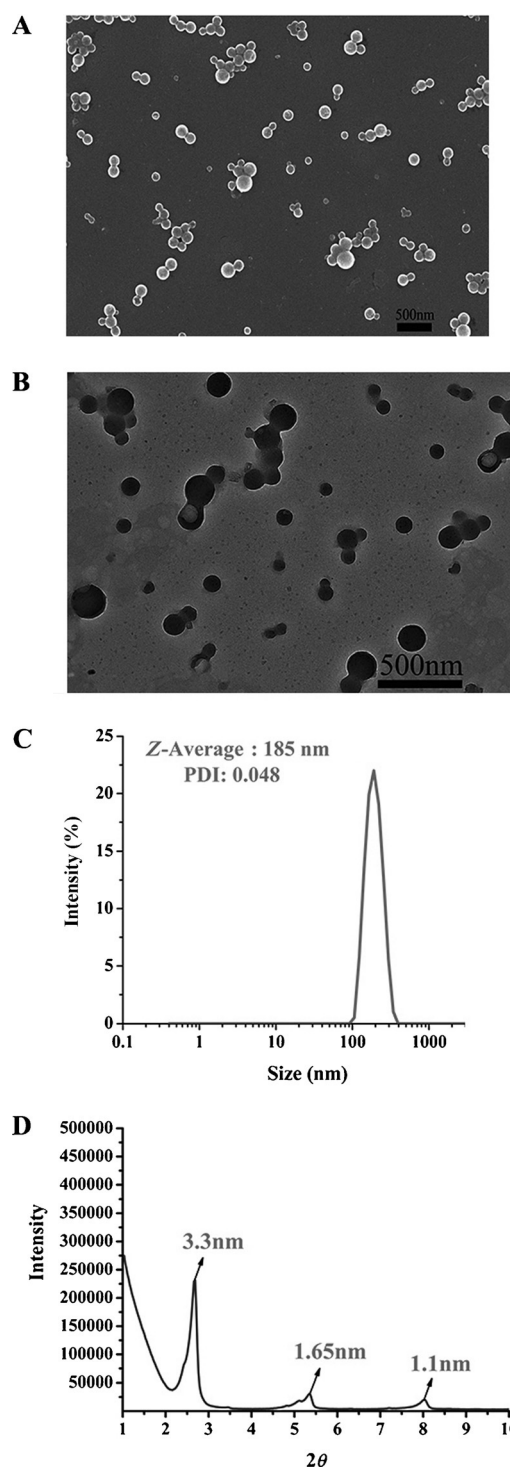 A
500nm
B
500nm
C
Z-Average : 185 nm
PDI: 0.048
25
20
15
10
5
0
Intensity (%)
0.1 1 10 100 1000
Size (nm)
D
500000
450000
400000
350000
300000
250000
200000
150000
100000
50000
Intensity
3.3nm
1.65nm
1.1nm
1 2 3 4 5 6 7 8 9 10
2θ